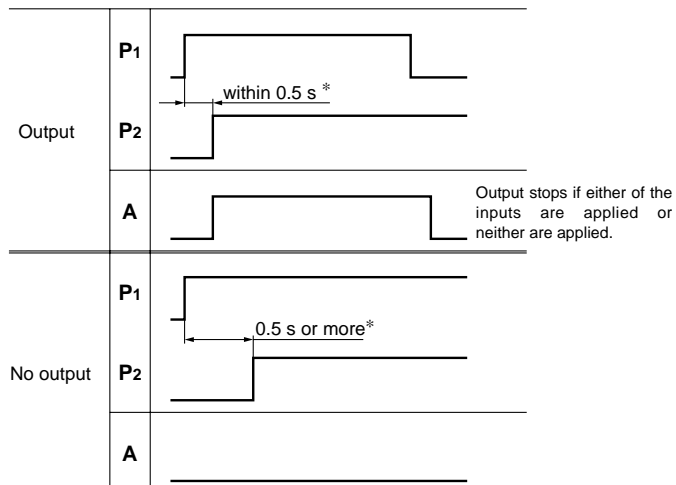 P1
within 0.5 s *
Output
P2
A
Output stops if either of the
inputs are applied or
neither are applied.
P1
0.5 s or more*
No output
P2
A